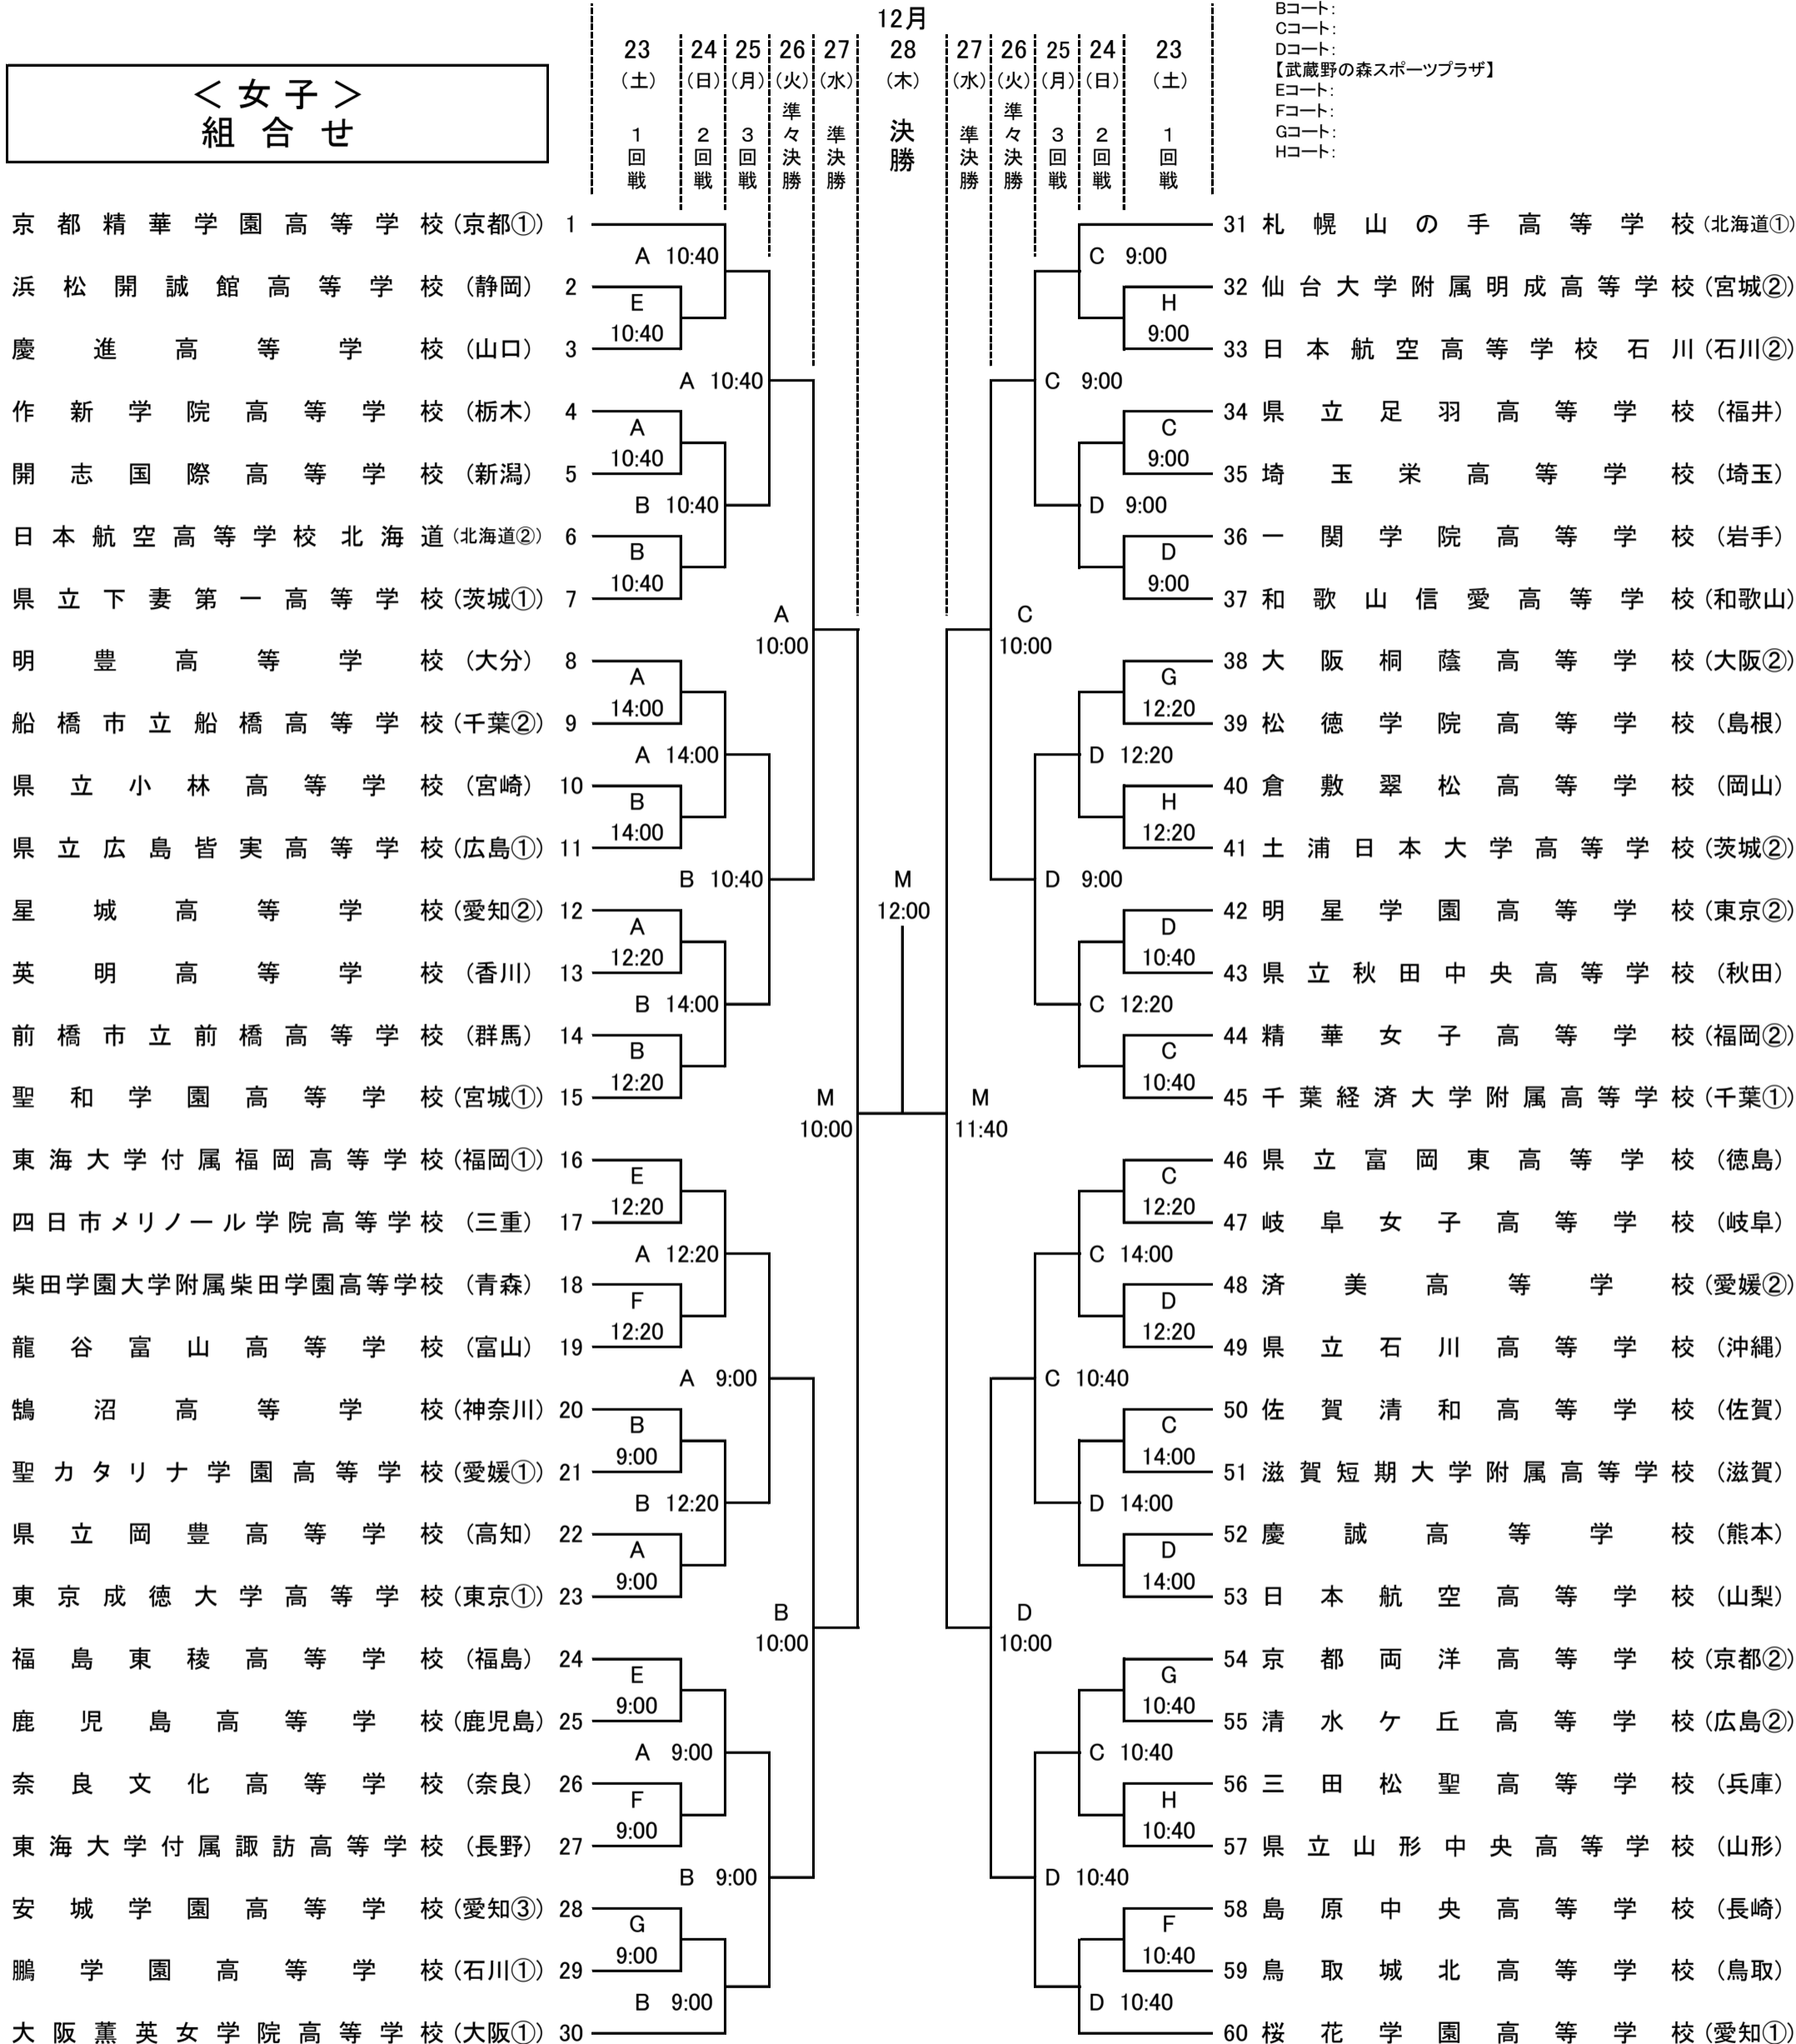 Bコート：
Cコート：
Dコート：
【武蔵野の森スポーツプラザ】
Eコート：
Fコート：
Gコート：
Hコート：
12月
23 24 25 26 27 28 27 26 25 24 23
（土） （日） （月） （火） （水） （木） （水） （火） （月） （日） （土）
1回戦 2回戦 3回戦 準々決勝 準決勝 決勝 準決勝 準々決勝 3回戦 2回戦 1回戦
＜女子＞
組合せ
京都精華学園高等学校（京都①） 1
A 10:40
浜松開誠館高等学校（静岡） 2
E
10:40
慶進高等学校（山口） 3
A 10:40
作新学院高等学校（栃木） 4
A
10:40
開志国際高等学校（新潟） 5
B 10:40
日本航空高等学校北海道（北海道②） 6
B
10:40
県立下妻第一高等学校（茨城①） 7
A
10:00
明豊高等学校（大分） 8
A
14:00
船橋市立船橋高等学校（千葉②） 9
A 14:00
県立小林高等学校（宮崎） 10
B
14:00
県立広島皆実高等学校（広島①） 11
B 10:40
星城高等学校（愛知②） 12
A
12:20
英明高等学校（香川） 13
B 14:00
前橋市立前橋高等学校（群馬） 14
B
12:20
聖和学園高等学校（宮城①） 15
M
10:00
東海大学付属福岡高等学校（福岡①） 16
E
12:20
四日市メリノール学院高等学校（三重） 17
A 12:20
柴田学園大学附属柴田学園高等学校（青森） 18
F
12:20
龍谷富山高等学校（富山） 19
A 9:00
鵠沼高等学校（神奈川） 20
B
9:00
聖カタリナ学園高等学校（愛媛①） 21
B 12:20
県立岡豊高等学校（高知） 22
A
9:00
東京成徳大学高等学校（東京①） 23
B
10:00
福島東稜高等学校（福島） 24
E
9:00
鹿児島高等学校（鹿児島） 25
A 9:00
奈良文化高等学校（奈良） 26
F
9:00
東海大学付属諏訪高等学校（長野） 27
B 9:00
安城学園高等学校（愛知③） 28
G
9:00
鵬学園高等学校（石川①） 29
B 9:00
大阪薫英女学院高等学校（大阪①） 30
M
12:00
31 札幌山の手高等学校（北海道①）
C 9:00
32 仙台大学附属明成高等学校（宮城②）
H
9:00
33 日本航空高等学校石川（石川②）
C 9:00
34 県立足羽高等学校（福井）
C
9:00
35 埼玉栄高等学校（埼玉）
D 9:00
36 一関学院高等学校（岩手）
D
9:00
37 和歌山信愛高等学校（和歌山）
C
10:00
38 大阪桐蔭高等学校（大阪②）
G
12:20
39 松徳学院高等学校（島根）
D 12:20
40 倉敷翠松高等学校（岡山）
H
12:20
41 土浦日本大学高等学校（茨城②）
D 9:00
42 明星学園高等学校（東京②）
D
10:40
43 県立秋田中央高等学校（秋田）
C 12:20
44 精華女子高等学校（福岡②）
C
10:40
45 千葉経済大学附属高等学校（千葉①）
M
11:40
46 県立富岡東高等学校（徳島）
C
12:20
47 岐阜女子高等学校（岐阜）
C 14:00
48 済美高等学校（愛媛②）
D
12:20
49 県立石川高等学校（沖縄）
C 10:40
50 佐賀清和高等学校（佐賀）
C
14:00
51 滋賀短期大学附属高等学校（滋賀）
D 14:00
52 慶誠高等学校（熊本）
D
14:00
53 日本航空高等学校（山梨）
D
10:00
54 京都両洋高等学校（京都②）
G
10:40
55 清水ケ丘高等学校（広島②）
C 10:40
56 三田松聖高等学校（兵庫）
H
10:40
57 県立山形中央高等学校（山形）
D 10:40
58 島原中央高等学校（長崎）
F
10:40
59 鳥取城北高等学校（鳥取）
D 10:40
60 桜花学園高等学校（愛知①）